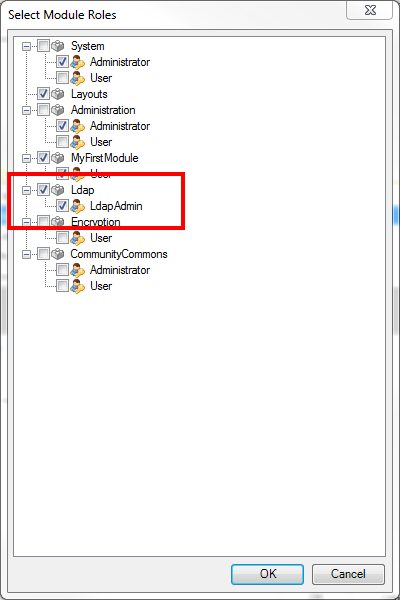 Select Module Roles
System
Administrator
User
Layouts
Administration
Administrator
User
MyFirstModule
User
Ldap
LdapAdmin
Encryption
User
CommunityCommons
Administrator
User
OK
Cancel